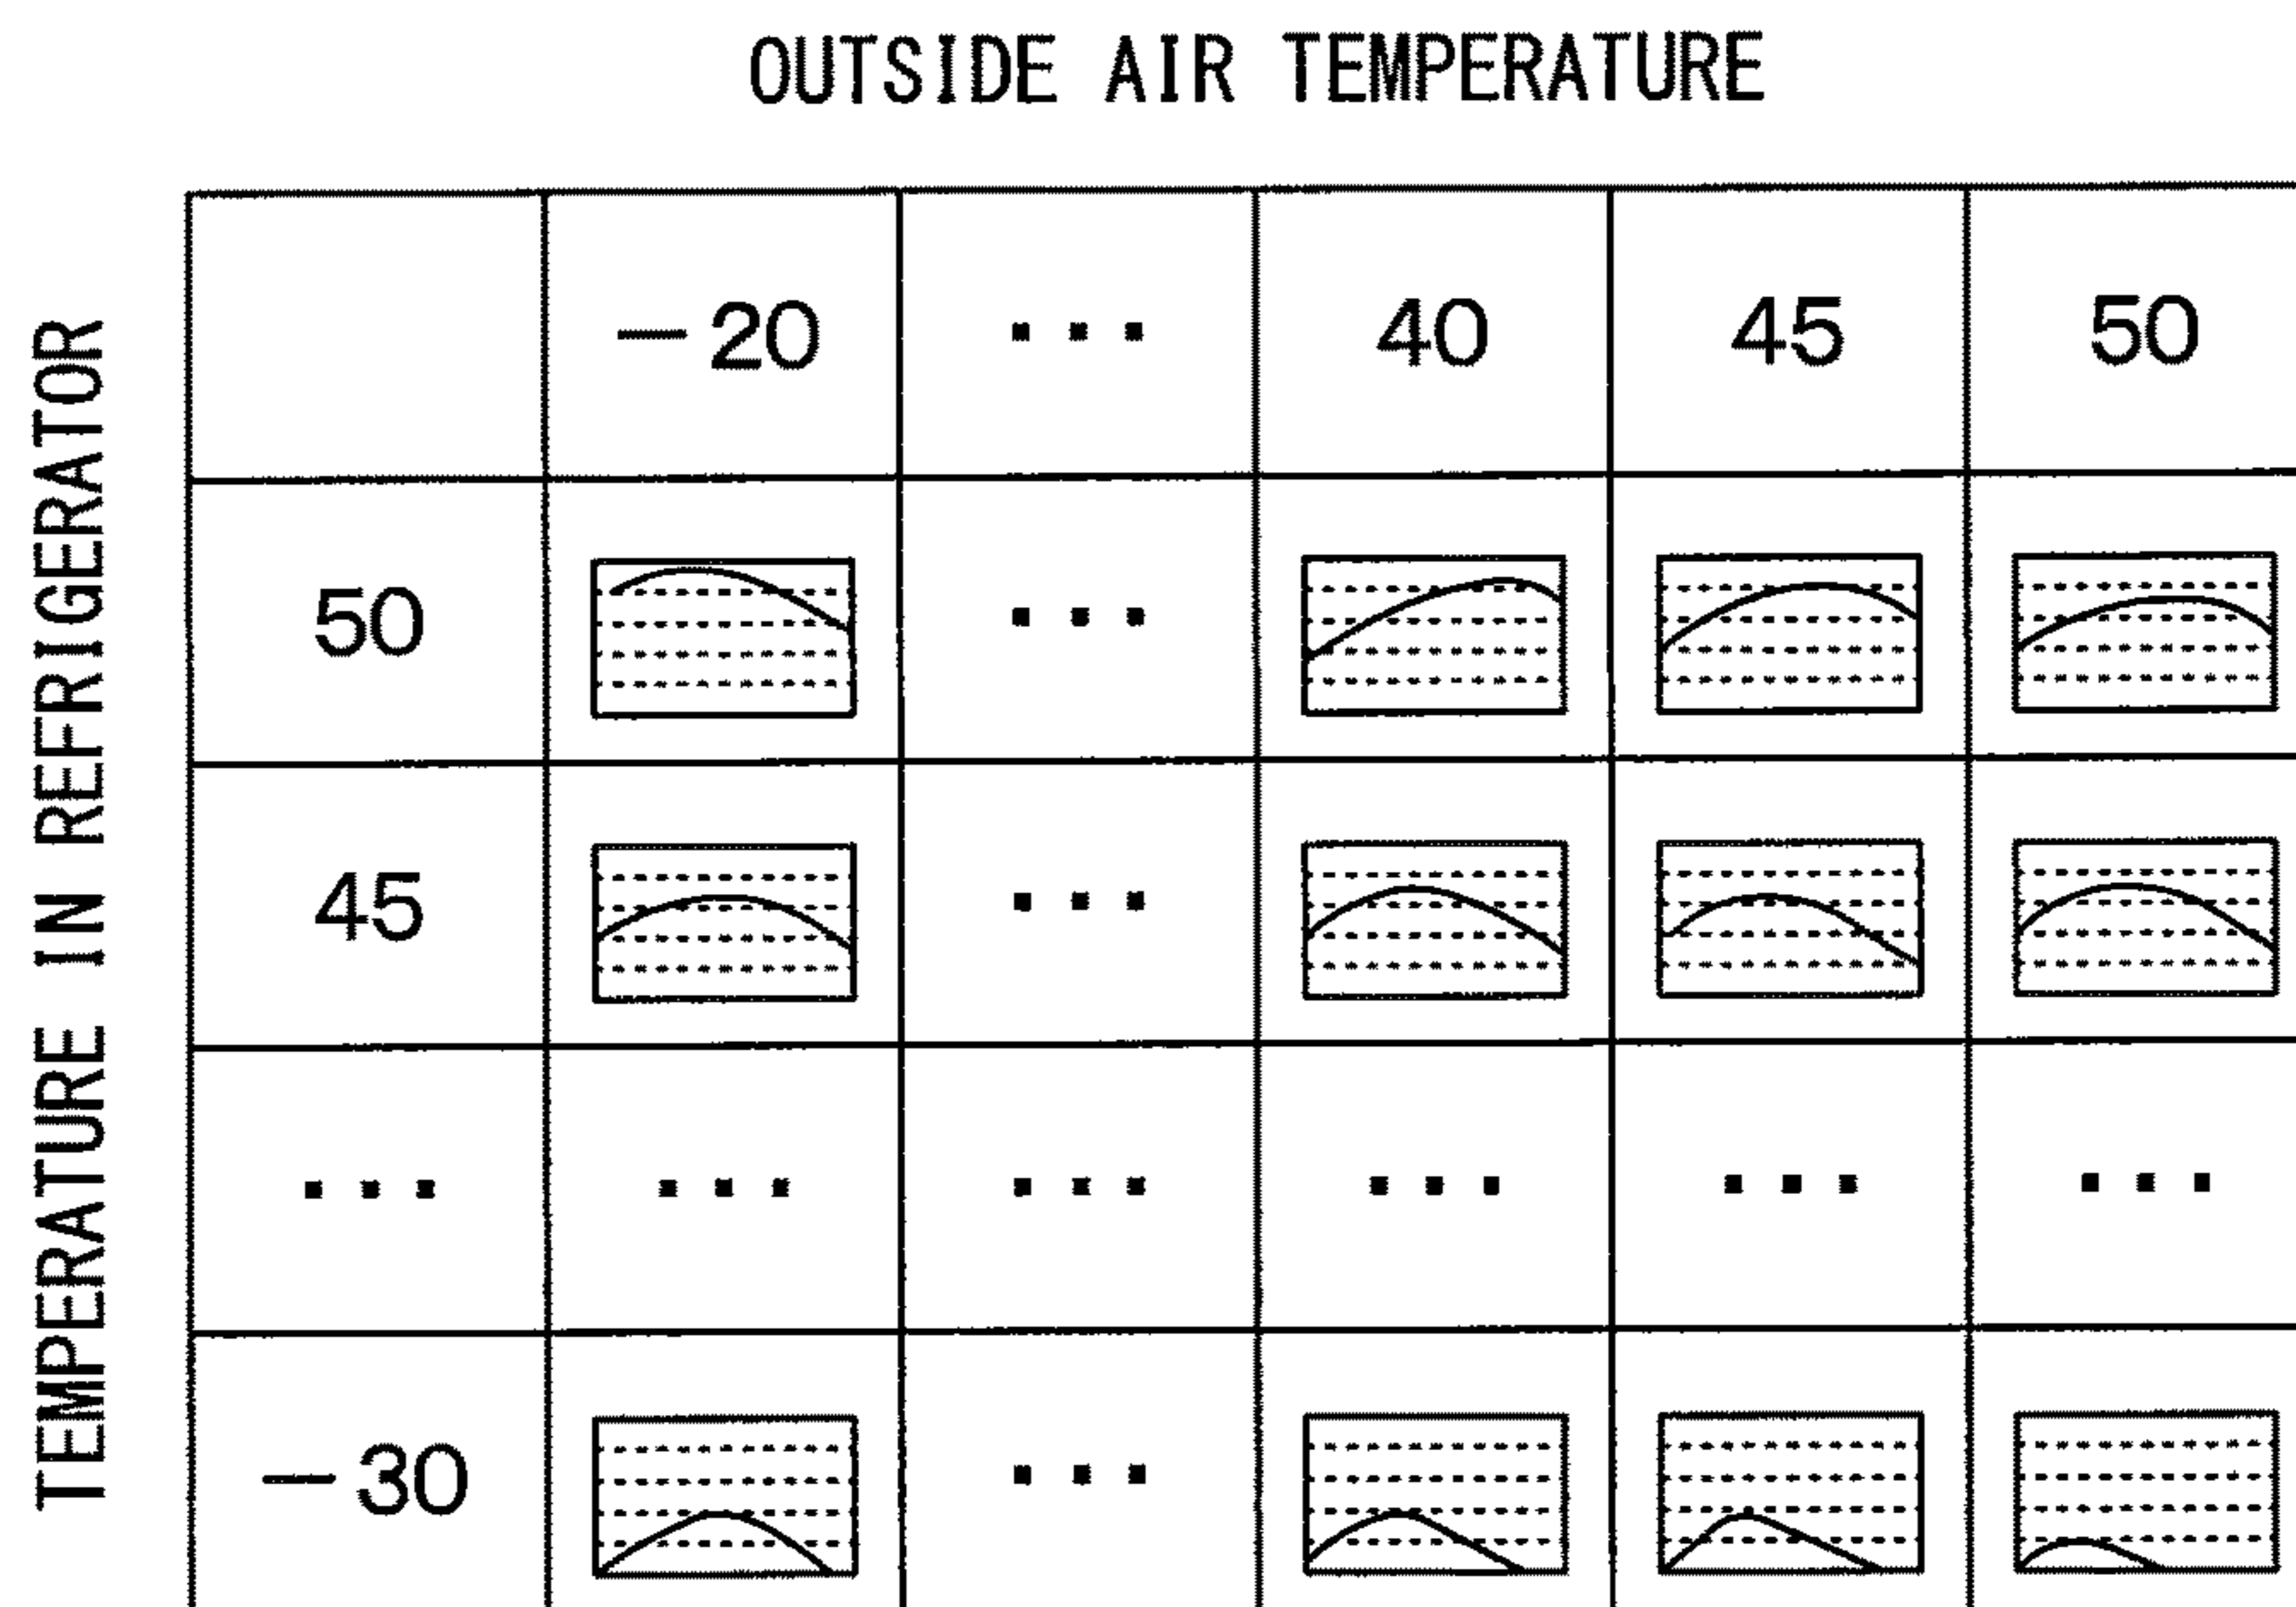 OUTSIDE AIR TEMPERATURE
TEMPERATURE IN REFRIGERATOR
-20 ... 40 45 50
50 ...
45 ...
... ... ... ... ... ...
-30 ...